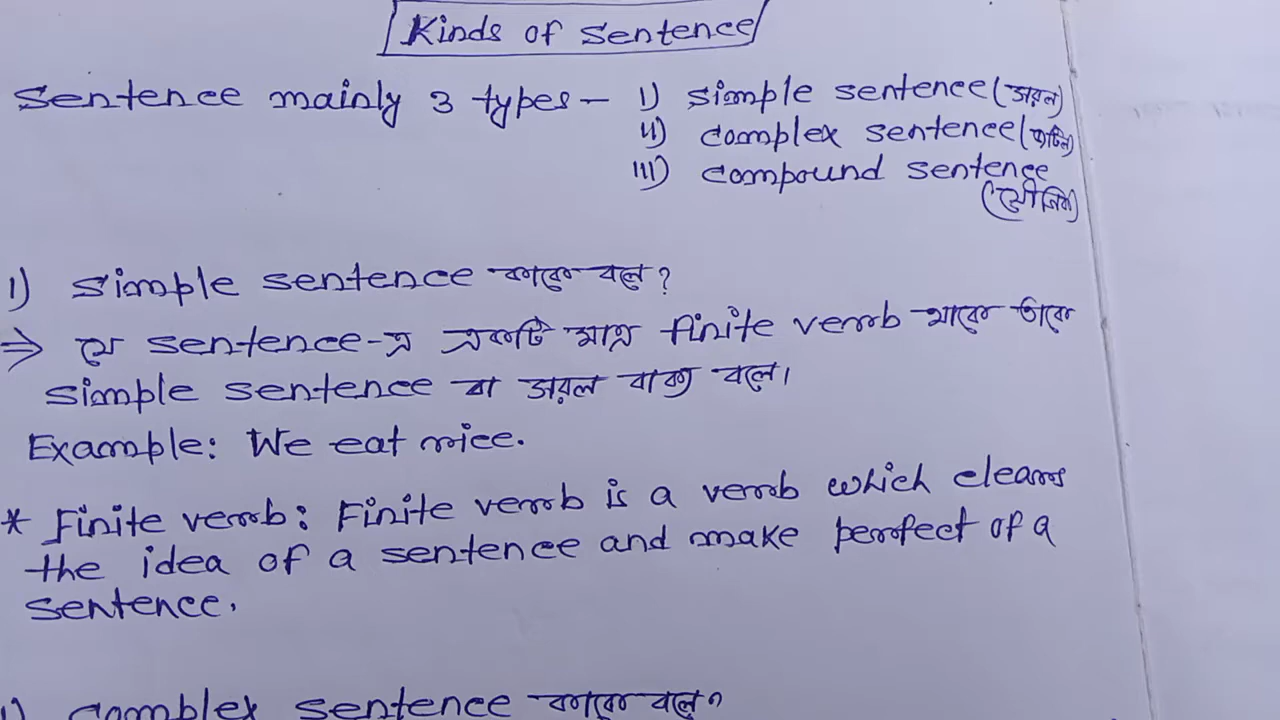 Kinds of Sentence
Sentence mainly 3 types - i) simple sentence (সরল)
ii) complex sentence (জটিল)
iii) compound sentence
(যৌগিক)
1) simple sentence কাকে বলে?
⇒ যে sentence-এ একটি মাত্র finite verb থাকে তাকে
simple sentence বা সরল বাক্য বলে।
Example: We eat rice.
* Finite verb: Finite verb is a verb which clears
the idea of a sentence and make perfect of a
sentence.
complex sentence কাকে বলে?